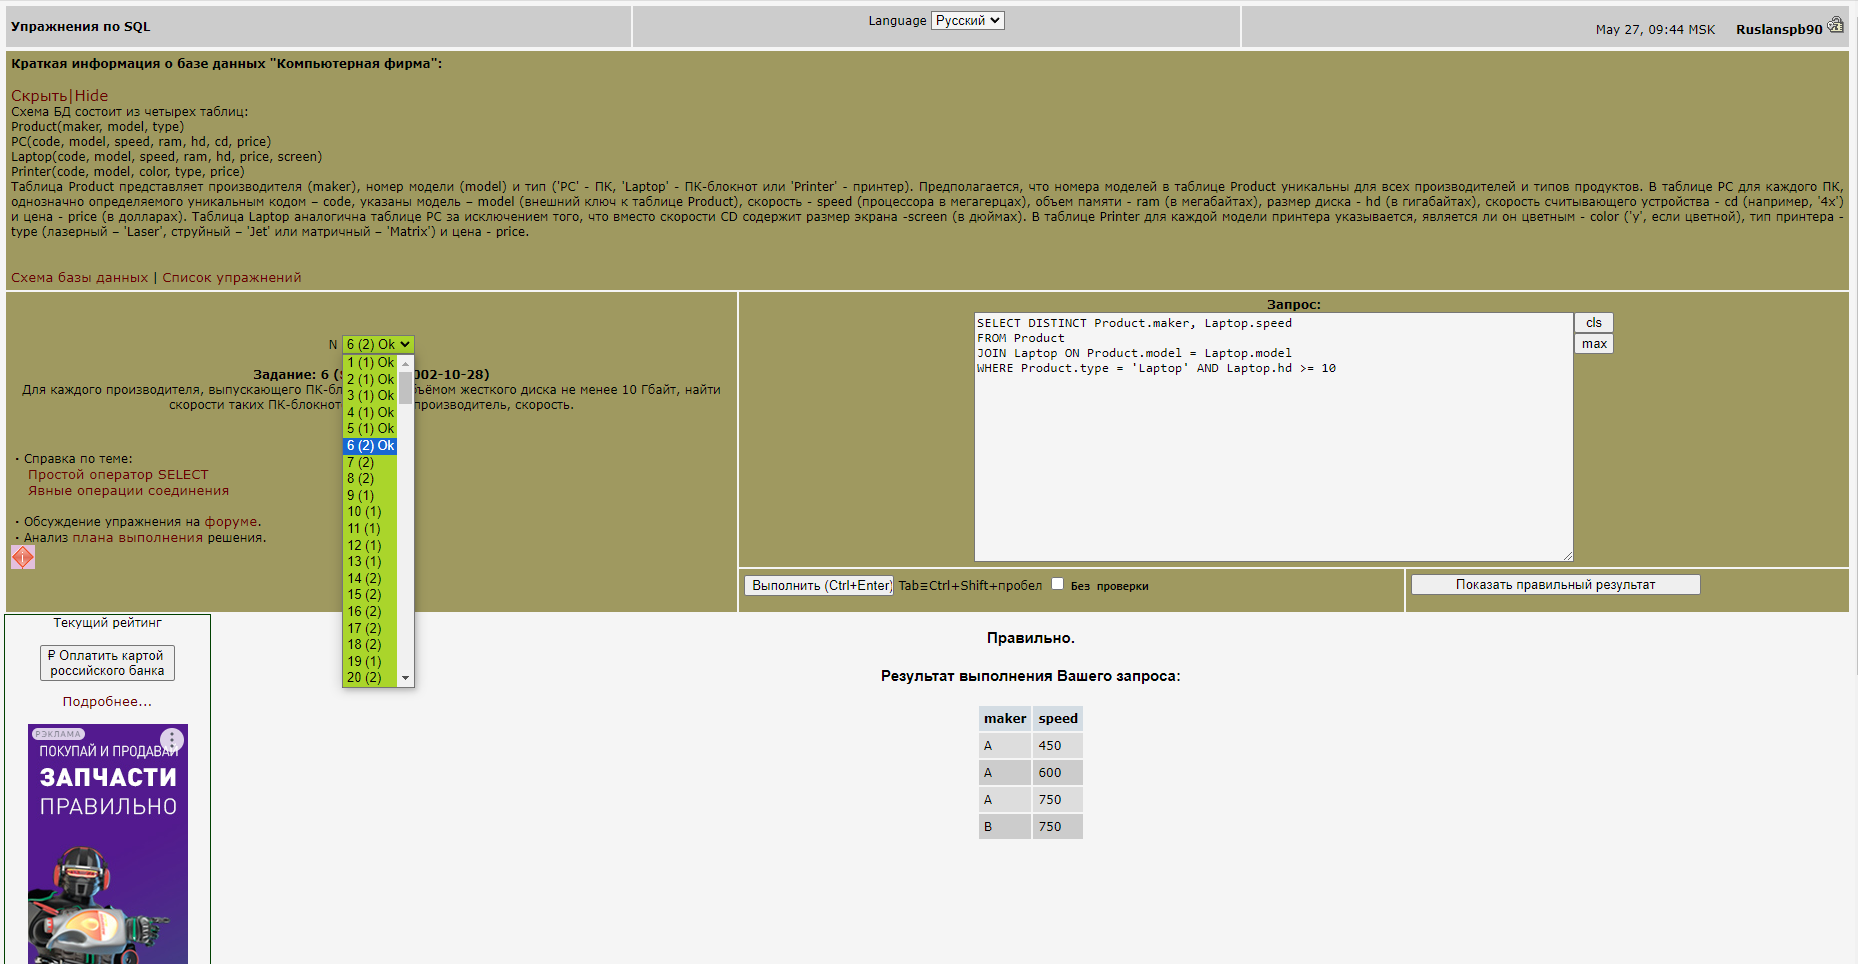 Упражнения по SQL
Language Русский
May 27, 09:44 MSK Ruslanspb90
Краткая информация о базе данных "Компьютерная фирма":
Скрыть|Hide
Схема БД состоит из четырех таблиц:
Product(maker, model, type)
PC(code, model, speed, ram, hd, cd, price)
Laptop(code, model, speed, ram, hd, price, screen)
Printer(code, model, color, type, price)
Таблица Product представляет производителя (maker), номер модели (model) и тип ('PC' - ПК, 'Laptop' - ПК-блокнот или 'Printer' - принтер). Предполагается, что номера моделей в таблице Product уникальны для всех производителей и типов продуктов. В таблице PC для каждого ПК,
однозначно определяемого уникальным кодом – code, указаны модель – model (внешний ключ к таблице Product), скорость - speed (процессора в мегагерцах), объем памяти - ram (в мегабайтах), размер диска - hd (в гигабайтах), скорость считывающего устройства - cd (например, '4x')
и цена - price (в долларах). Таблица Laptop аналогична таблице РС за исключением того, что вместо скорости CD содержит размер экрана -screen (в дюймах). В таблице Printer для каждой модели принтера указывается, является ли он цветным - color ('y', если цветной), тип принтера -
type (лазерный – 'Laser', струйный – 'Jet' или матричный – 'Matrix') и цена - price.
Схема базы данных | Список упражнений
N 6 (2) Ok
1 (1) Ok
2 (1) Ok
3 (1) Ok
4 (1) Ok
5 (1) Ok
6 (2) Ok
7 (2)
8 (2)
9 (1)
10 (1)
11 (1)
12 (1)
13 (1)
14 (2)
15 (2)
16 (2)
17 (2)
18 (2)
19 (1)
20 (2)
Задание: 6 ( 002-10-28)
Для каждого производителя, выпускающего ПК-бл ъёмом жесткого диска не менее 10 Гбайт, найти
скорости таких ПК-блокнот производитель, скорость.
· Справка по теме:
Простой оператор SELECT
Явные операции соединения
· Обсуждение упражнения на форуме.
· Анализ плана выполнения решения.
Запрос:
SELECT DISTINCT Product.maker, Laptop.speed
FROM Product
JOIN Laptop ON Product.model = Laptop.model
WHERE Product.type = 'Laptop' AND Laptop.hd >= 10
cls
max
Выполнить (Ctrl+Enter) Tab≡Ctrl+Shift+пробел Без проверки
Показать правильный результат
Текущий рейтинг
₽ Оплатить картой
российского банка
Подробнее...
РЭКЛАМА
ПОКУПАЙ И ПРОДАВАЙ
ЗАПЧАСТИ
ПРАВИЛЬНО
Правильно.
Результат выполнения Вашего запроса:
maker speed
A 450
A 600
A 750
B 750